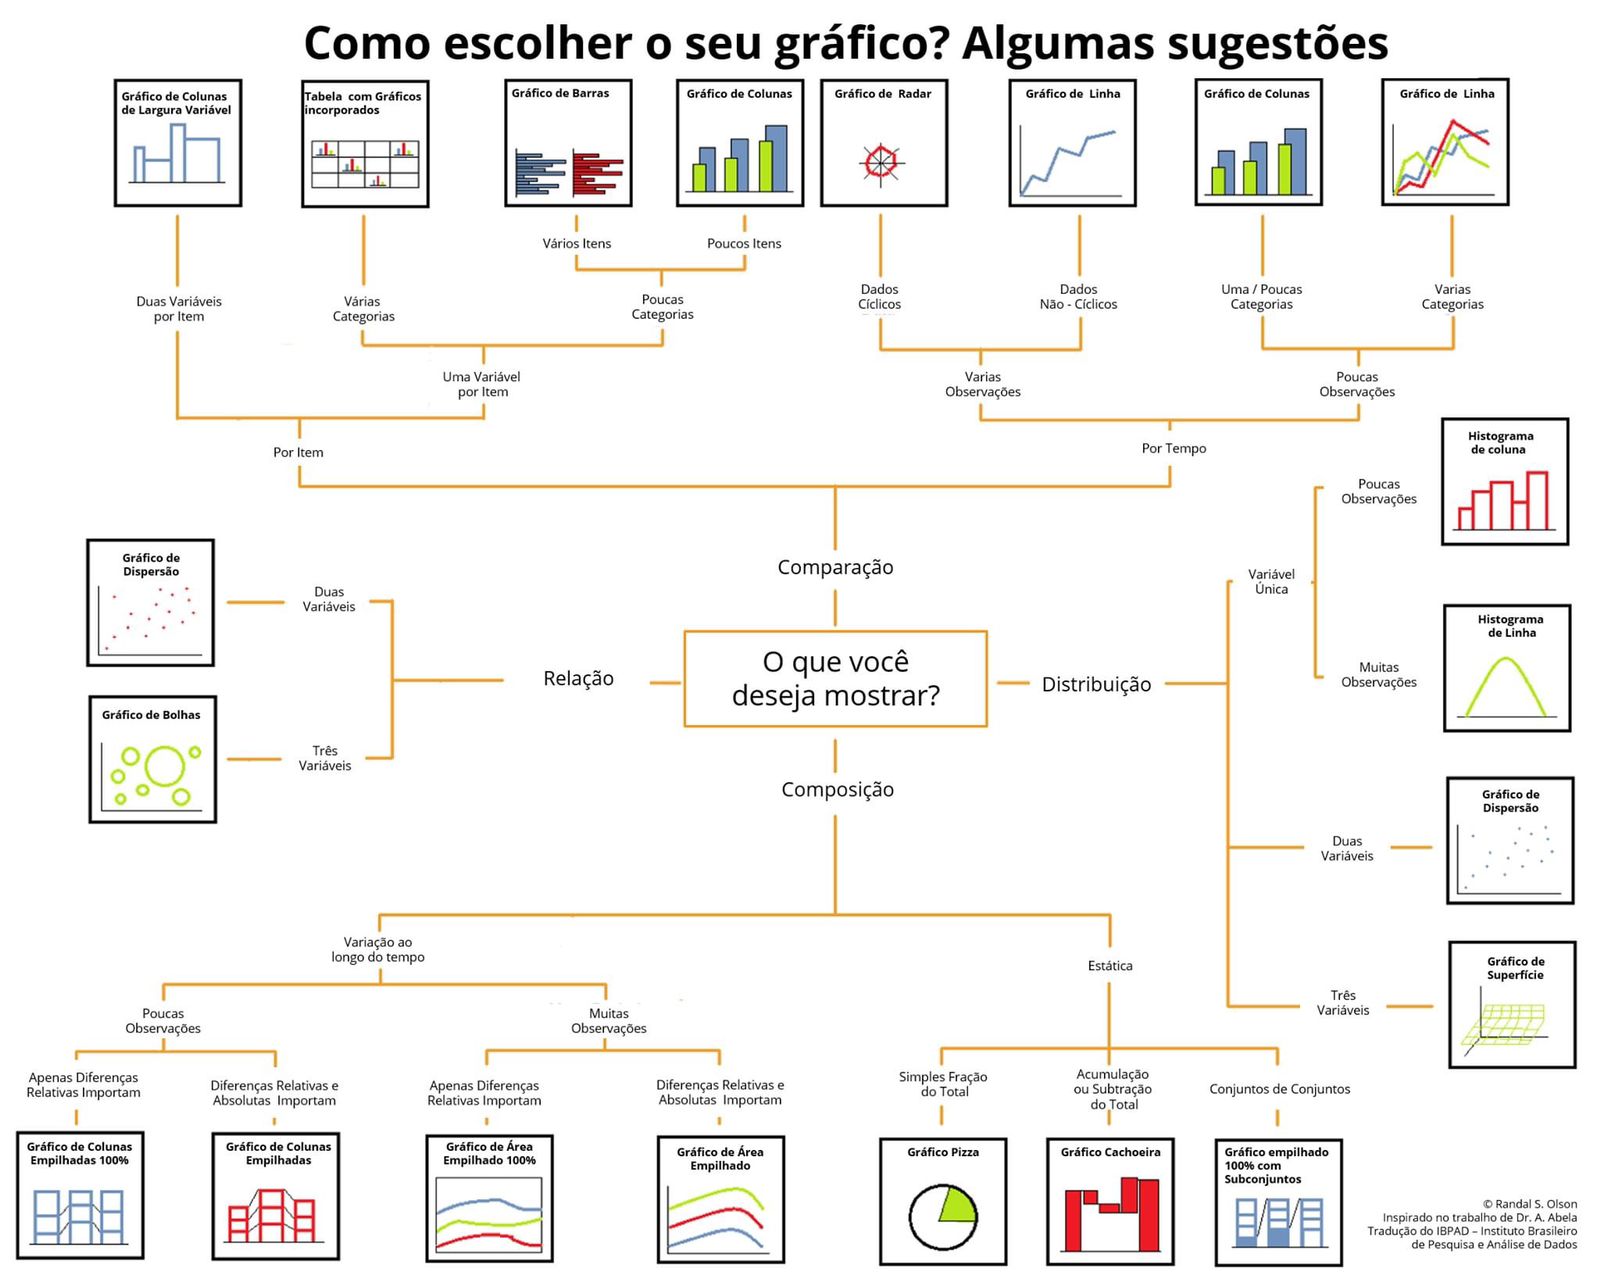 Como escolher o seu gráfico? Algumas sugestões
Gráfico de Colunas
de Largura Variável
Tabela com Gráficos
incorporados
Gráfico de Barras
Gráfico de Colunas
Gráfico de Radar
Gráfico de Linha
Gráfico de Colunas
Gráfico de Linha
Vários Itens
Poucos Itens
Duas Variáveis
por Item
Várias
Categorias
Poucas
Categorias
Dados
Cíclicos
Dados
Não - Cíclicos
Uma / Poucas
Categorias
Varias
Categorias
Uma Variável
por Item
Varias
Observações
Poucas
Observações
Por Item
Por Tempo
Histograma
de coluna
Poucas
Observações
Comparação
Variável
Única
Gráfico de
Dispersão
Duas
Variáveis
Histograma
de Linha
Muitas
Observações
Relação
O que você
deseja mostrar?
Distribuição
Gráfico de Bolhas
Três
Variáveis
Composição
Gráfico de
Dispersão
Duas
Variáveis
Variação ao
longo do tempo
Estática
Gráfico de
Superfície
Três
Variáveis
Poucas
Observações
Muitas
Observações
Apenas Diferenças
Relativas Importam
Diferenças Relativas e
Absolutas Importam
Apenas Diferenças
Relativas Importam
Diferenças Relativas e
Absolutas Importam
Simples Fração
do Total
Acumulação
ou Subtração
do Total
Conjuntos de Conjuntos
Gráfico de Colunas
Empilhadas 100%
Gráfico de Colunas
Empilhadas
Gráfico de Área
Empilhado 100%
Gráfico de Área
Empilhado
Gráfico Pizza
Gráfico Cachoeira
Gráfico empilhado
100% com
Subconjuntos
© Randal S. Olson
Inspirado no trabalho de Dr. A. Abela
Tradução do IBPAD – Instituto Brasileiro
de Pesquisa e Análise de Dados